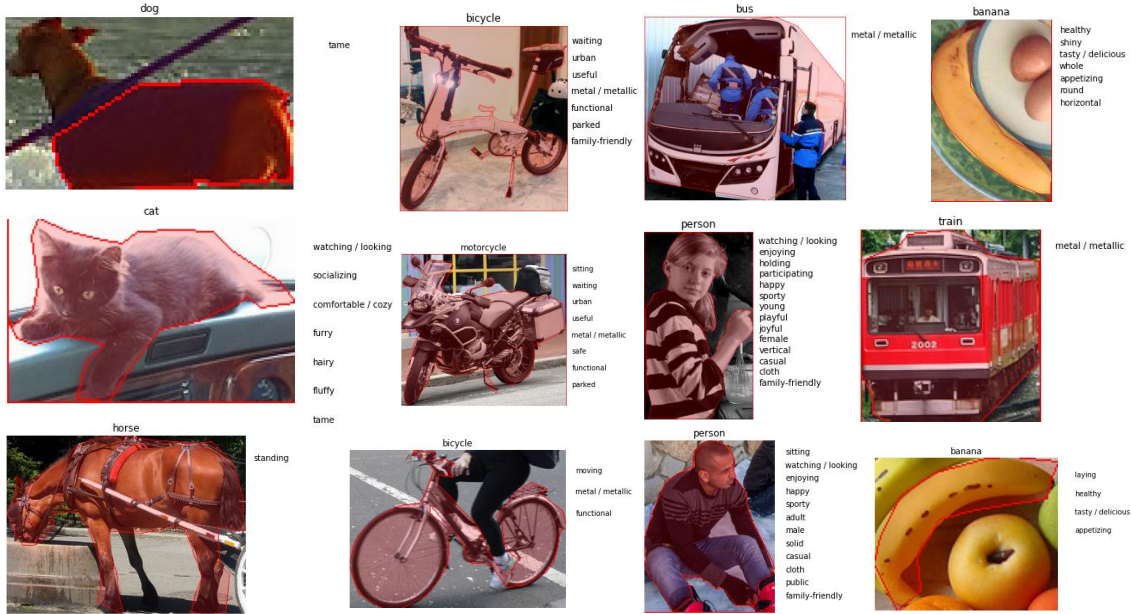 dog
tame
bicycle
waiting
urban
useful
metal / metallic
functional
parked
family-friendly
bus
metal / metallic
banana
healthy
shiny
tasty / delicious
whole
appetizing
round
horizontal
cat
watching / looking
socializing
comfortable / cozy
furry
hairy
fluffy
tame
motorcycle
sitting
waiting
urban
useful
metal / metallic
safe
functional
parked
person
watching / looking
enjoying
holding
participating
happy
sporty
young
playful
joyful
female
vertical
casual
cloth
family-friendly
train
2002
metal / metallic
horse
standing
bicycle
moving
metal / metallic
functional
person
sitting
watching / looking
enjoying
happy
sporty
adult
male
solid
casual
cloth
public
family-friendly
banana
laying
healthy
tasty / delicious
appetizing